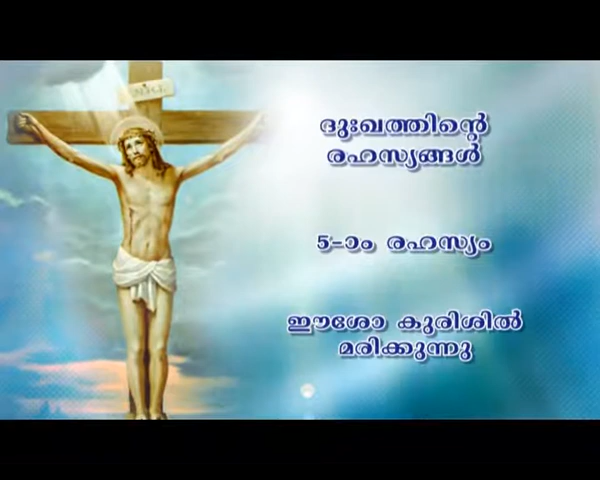 ദുഃഖത്തിന്റെ
രഹസ്യങ്ങൾ
5-ാം രഹസ്യം
ഈശോ കുരിശിൽ
മരിക്കുന്നു